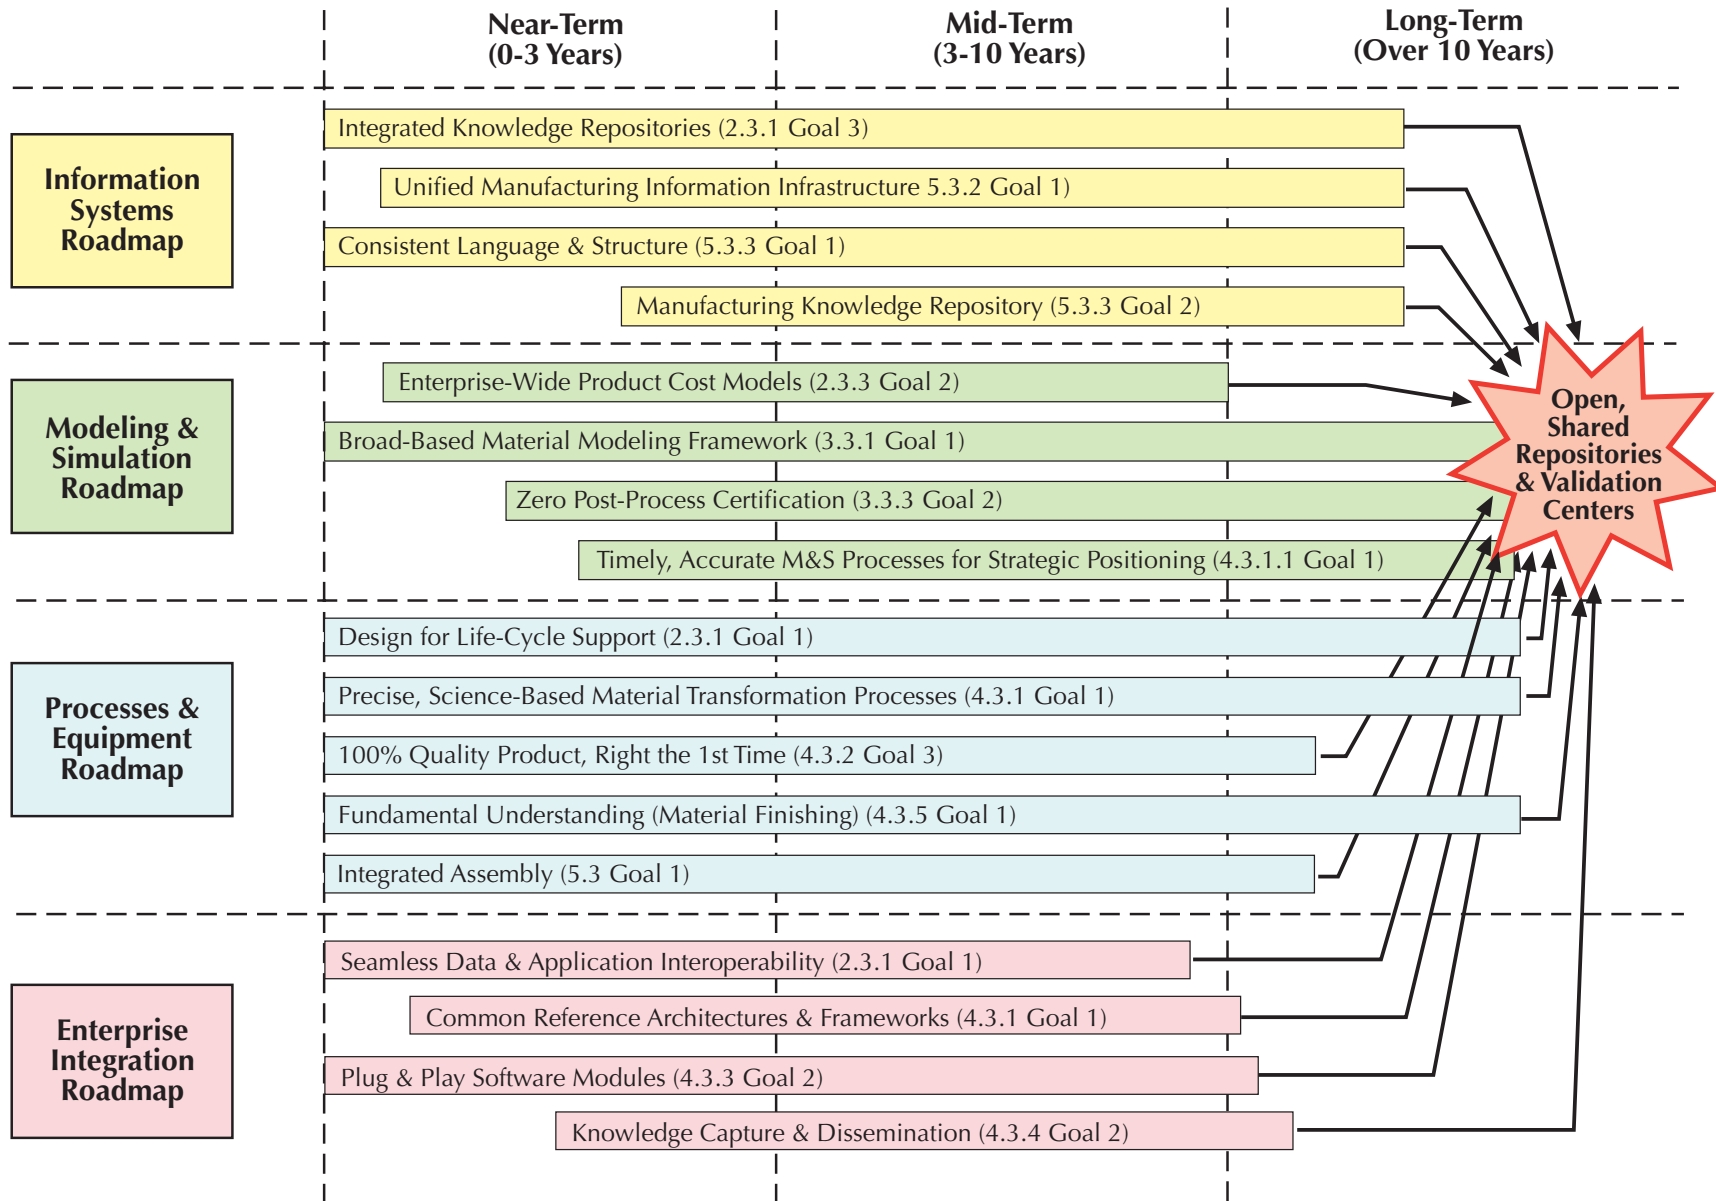 Near-Term
(0-3 Years)
Mid-Term
(3-10 Years)
Long-Term
(Over 10 Years)
Information
Systems
Roadmap
Integrated Knowledge Repositories (2.3.1 Goal 3)
Unified Manufacturing Information Infrastructure 5.3.2 Goal 1)
Consistent Language & Structure (5.3.3 Goal 1)
Manufacturing Knowledge Repository (5.3.3 Goal 2)
Modeling &
Simulation
Roadmap
Enterprise-Wide Product Cost Models (2.3.3 Goal 2)
Broad-Based Material Modeling Framework (3.3.1 Goal 1)
Zero Post-Process Certification (3.3.3 Goal 2)
Timely, Accurate M&S Processes for Strategic Positioning (4.3.1.1 Goal 1)
Open,
Shared
Repositories
& Validation
Centers
Processes &
Equipment
Roadmap
Design for Life-Cycle Support (2.3.1 Goal 1)
Precise, Science-Based Material Transformation Processes (4.3.1 Goal 1)
100% Quality Product, Right the 1st Time (4.3.2 Goal 3)
Fundamental Understanding (Material Finishing) (4.3.5 Goal 1)
Integrated Assembly (5.3 Goal 1)
Enterprise
Integration
Roadmap
Seamless Data & Application Interoperability (2.3.1 Goal 1)
Common Reference Architectures & Frameworks (4.3.1 Goal 1)
Plug & Play Software Modules (4.3.3 Goal 2)
Knowledge Capture & Dissemination (4.3.4 Goal 2)